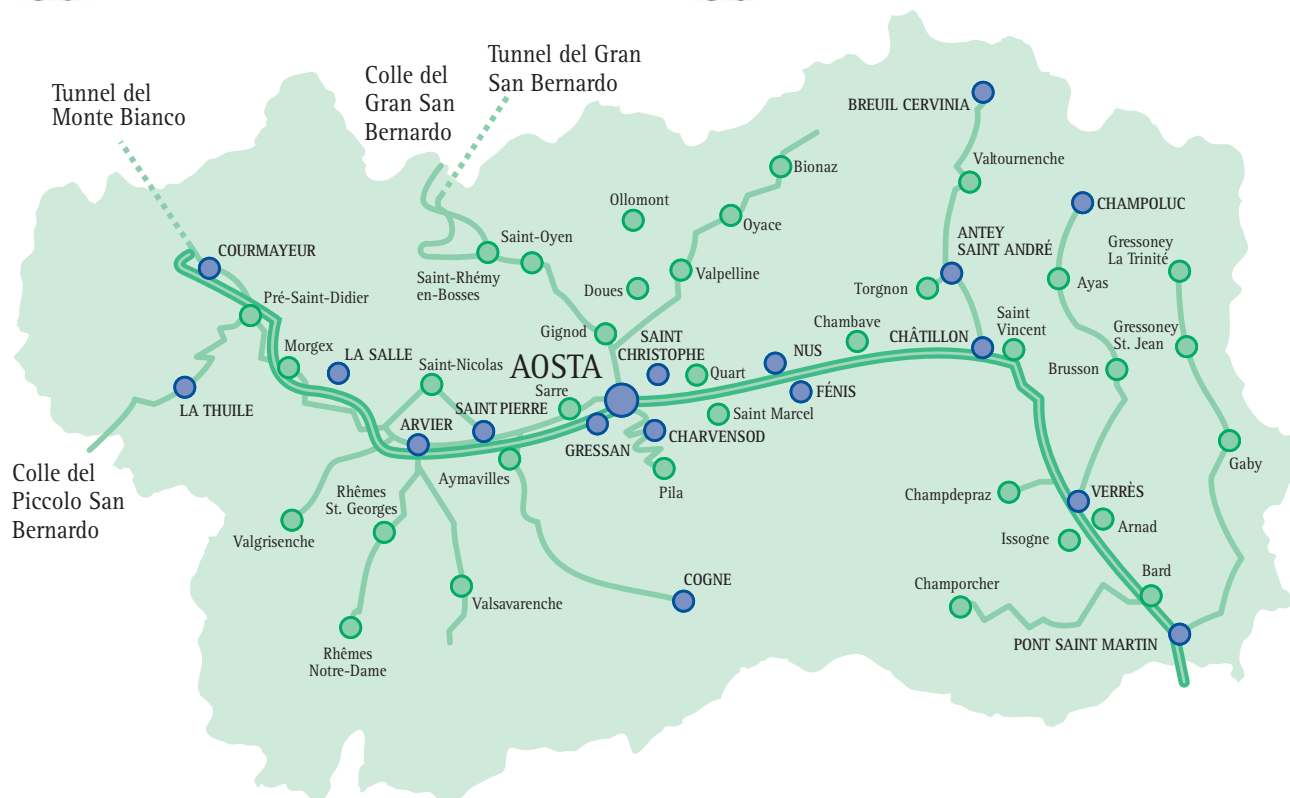 Tunnel del Gran
San Bernardo
Colle del
Gran San
Bernardo
Tunnel del
Monte Bianco
BREUIL CERVINIA
Valtournenche
Bionaz
Ollomont
Oyace
CHAMPOLUC
ANTEY
SAINT ANDRÉ
Gressoney
La Trinité
COURMAYEUR
Saint-Oyen
Saint-Rhémy
en-Bosses
Valpelline
Doues
Torgnon
Ayas
Pré-Saint-Didier
Gignod
Chambave
Saint
Vincent
Gressoney
St. Jean
Morgex
LA SALLE
Saint-Nicolas
AOSTA
SAINT
CHRISTOPHE
Quart
NUS
CHÂTILLON
Brusson
LA THUILE
Sarre
FÉNIS
SAINT PIERRE
ARVIER
GRESSAN
CHARVENSOD
Saint Marcel
Colle del
Piccolo San
Bernardo
Aymavilles
Pila
Gaby
Rhêmes
St. Georges
Champdepraz
VERRÈS
Arnad
Issogne
Valgrisenche
Valsavarenche
COGNE
Champorcher
Bard
PONT SAINT MARTIN
Rhêmes
Notre-Dame